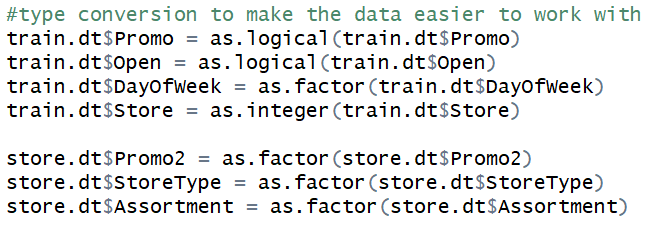 #type conversion to make the data easier to work with
train.dt$Promo = as.logical(train.dt$Promo)
train.dt$Open = as.logical(train.dt$Open)
train.dt$DayOfWeek = as.factor(train.dt$DayOfWeek)
train.dt$Store = as.integer(train.dt$Store)

store.dt$Promo2 = as.factor(store.dt$Promo2)
store.dt$StoreType = as.factor(store.dt$StoreType)
store.dt$Assortment = as.factor(store.dt$Assortment)